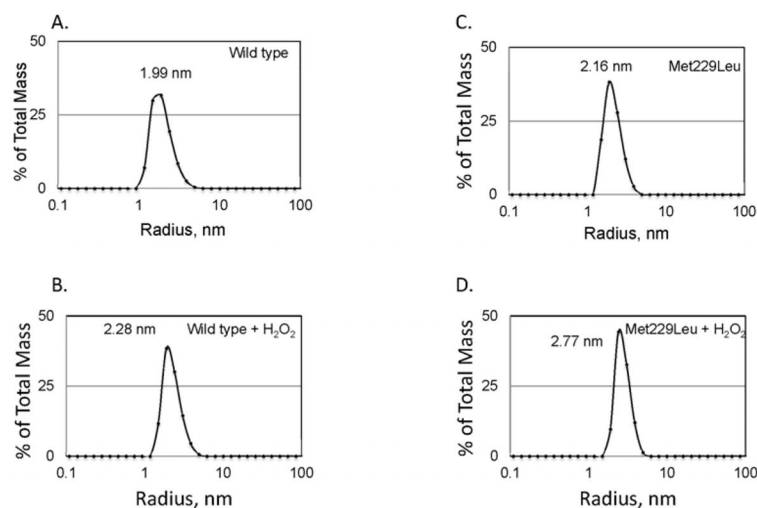 A.
% of Total Mass
50
25
0
1.99 nm
Wild type
0.1 1 10 100
Radius, nm
C.
% of Total Mass
50
25
0
2.16 nm
Met229Leu
0.1 1 10 100
Radius, nm
B.
% of Total Mass
50
25
0
2.28 nm
Wild type + H₂O₂
0.1 1 10 100
Radius, nm
D.
% of Total Mass
50
25
0
2.77 nm
Met229Leu + H₂O₂
0.1 1 10 100
Radius, nm